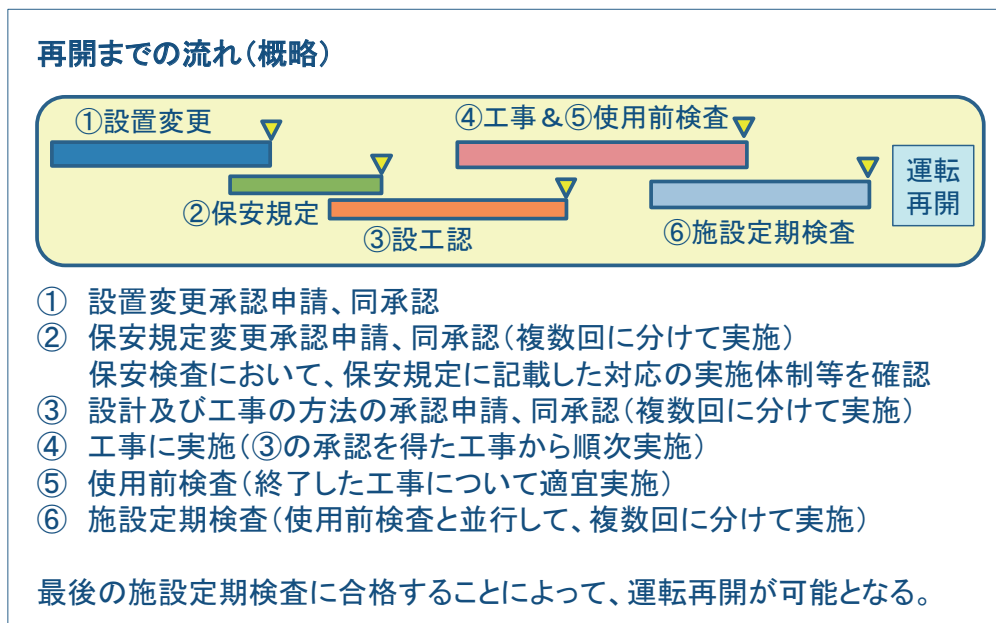 再開までの流れ(概略)
①設置変更
④工事&⑤使用前検査
②保安規定
③設工認
⑥施設定期検査
運転
再開
① 設置変更承認申請、同承認
② 保安規定変更承認申請、同承認(複数回に分けて実施)
保安検査において、保安規定に記載した対応の実施体制等を確認
③ 設計及び工事の方法の承認申請、同承認(複数回に分けて実施)
④ 工事に実施(③の承認を得た工事から順次実施)
⑤ 使用前検査(終了した工事について適宜実施)
⑥ 施設定期検査(使用前検査と並行して、複数回に分けて実施)
最後の施設定期検査に合格することによって、運転再開が可能となる。